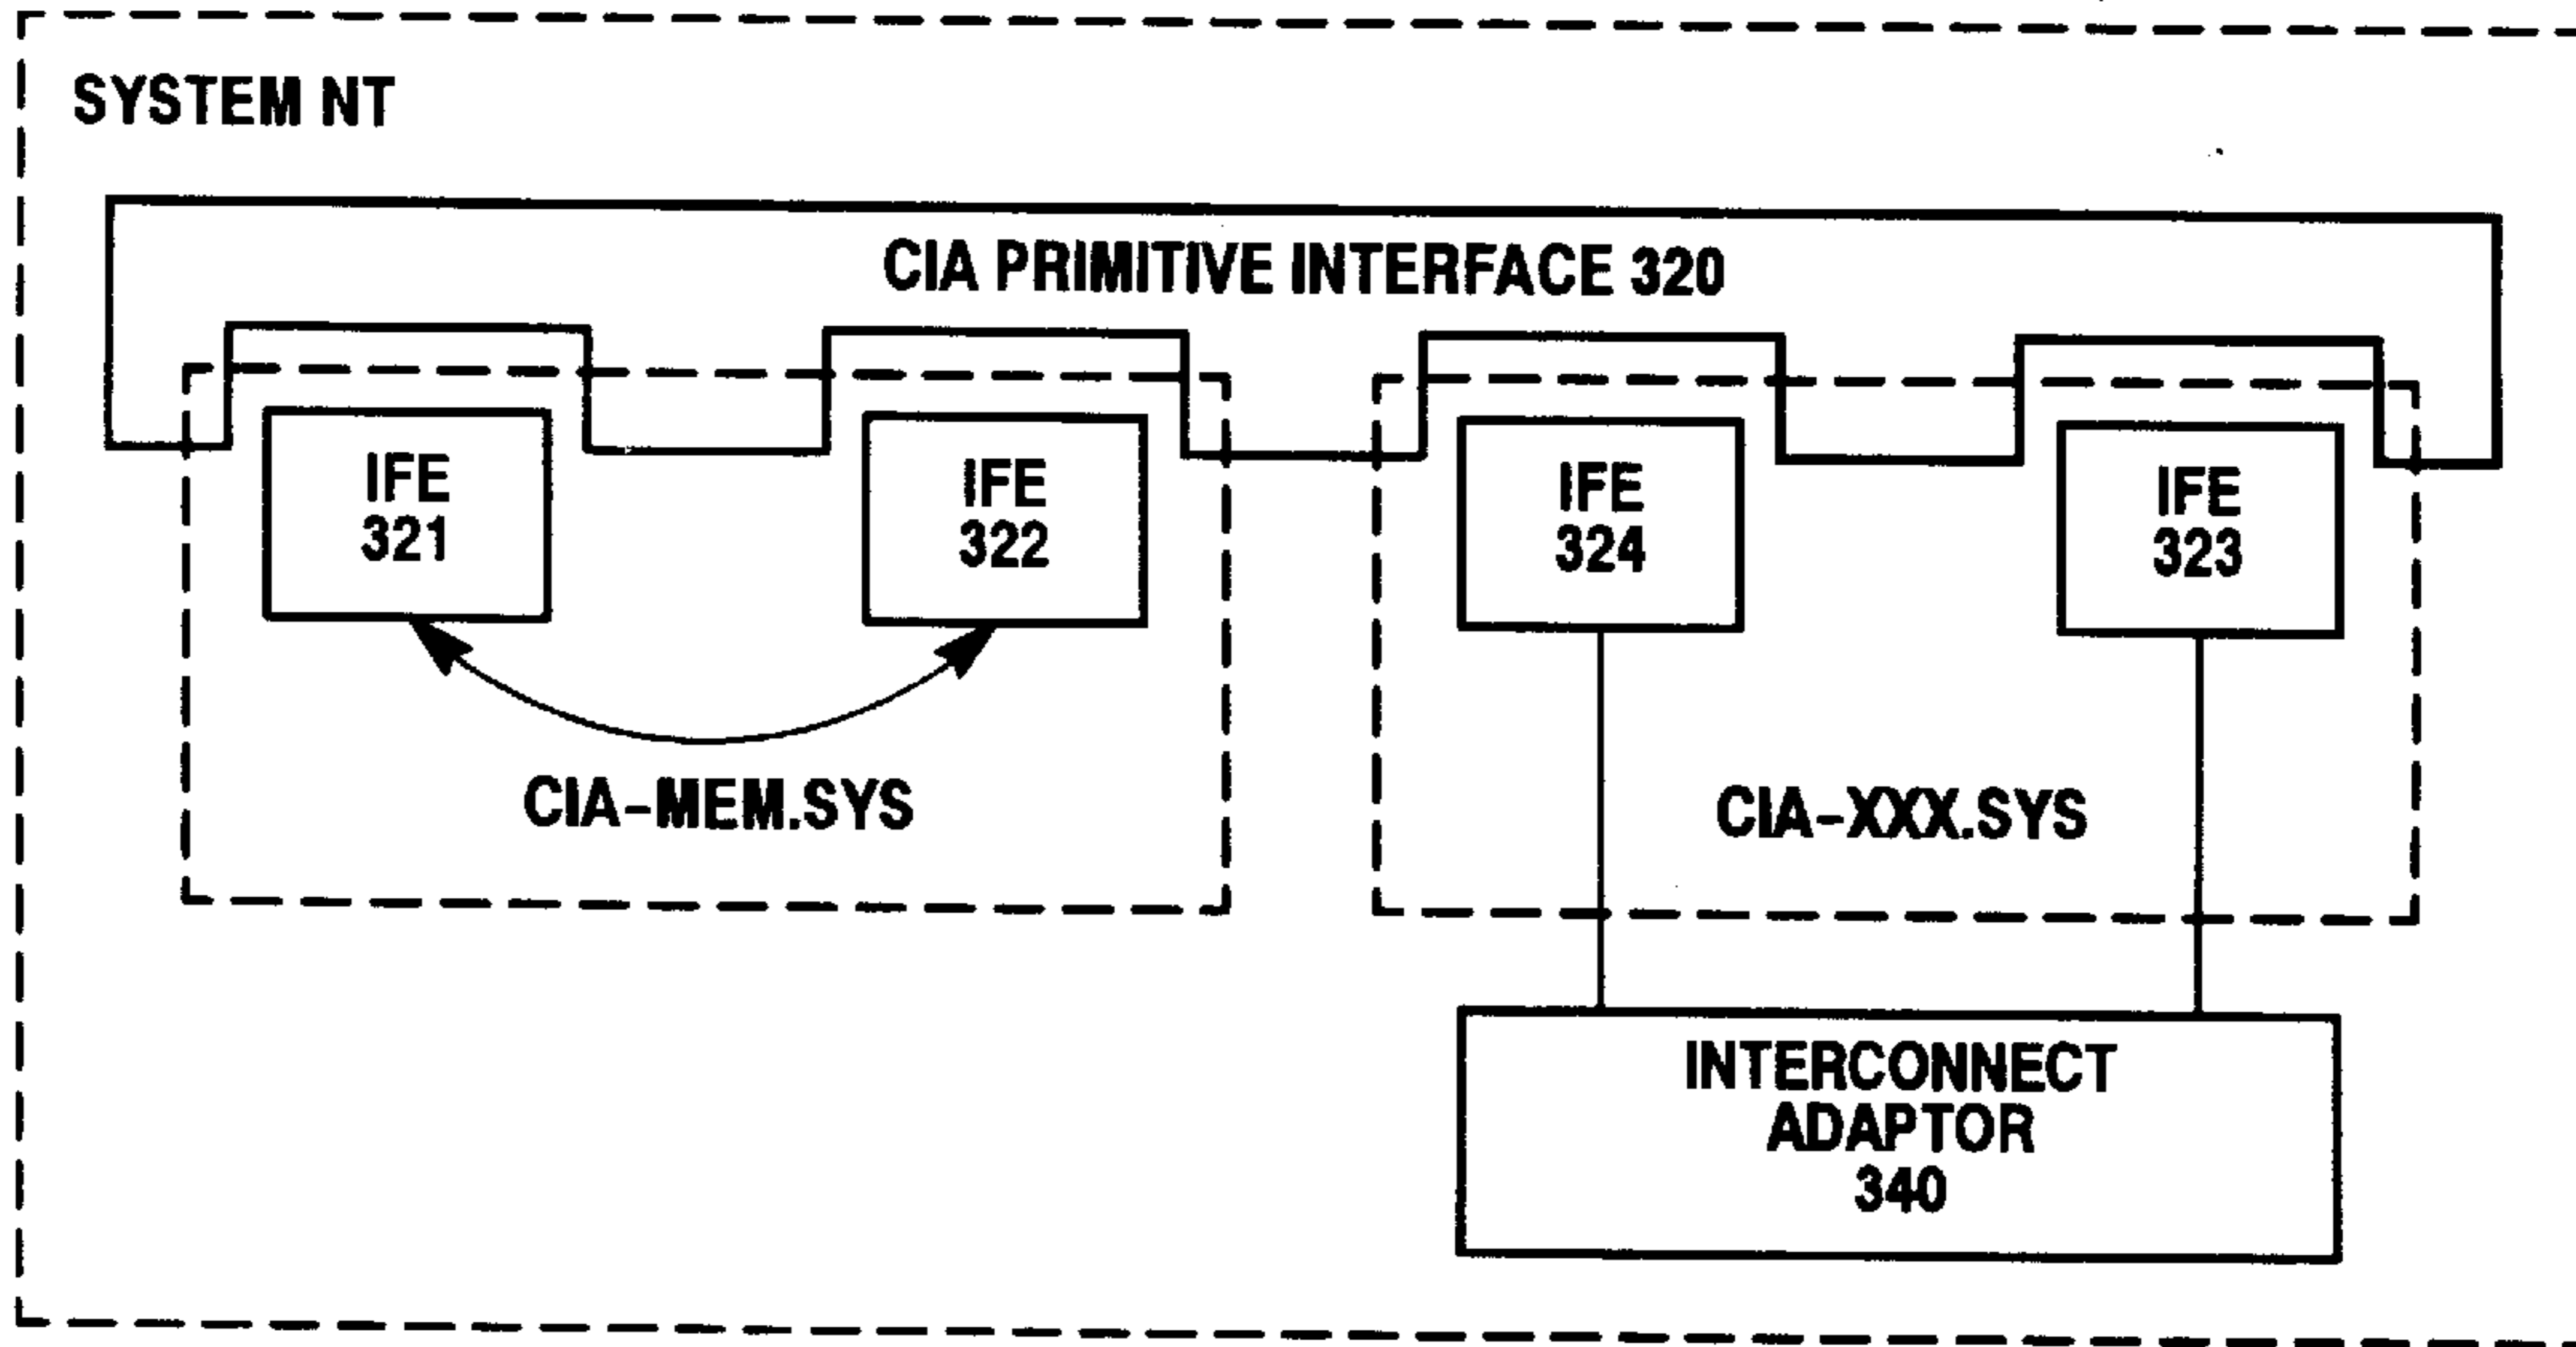 SYSTEM NT
CIA PRIMITIVE INTERFACE 320
IFE
321
IFE
322
IFE
324
IFE
323
CIA-MEM.SYS
CIA-XXX.SYS
INTERCONNECT
ADAPTOR
340